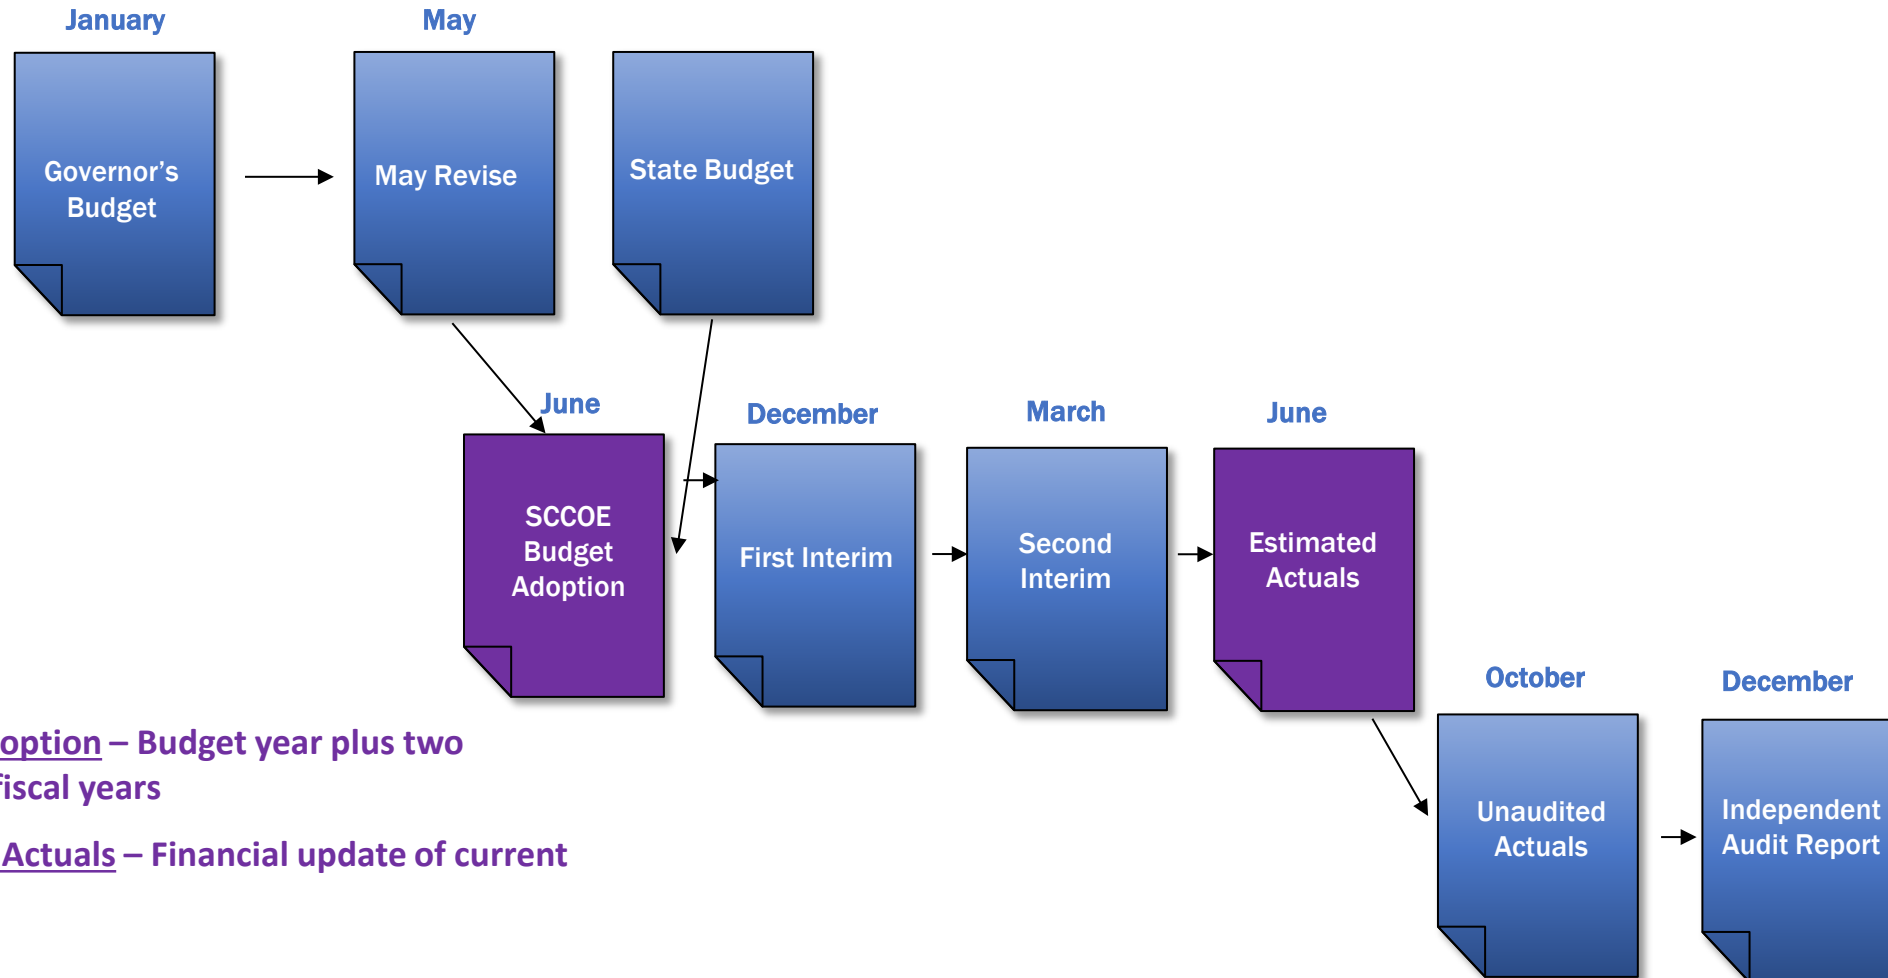 January
May
Governor's
Budget
May Revise
State Budget
June
December
March
June
SCCOE
Budget
Adoption
First Interim
Second
Interim
Estimated
Actuals
October
December
Unaudited
Actuals
Independent
Audit Report
option – Budget year plus two
fiscal years
Actuals – Financial update of current